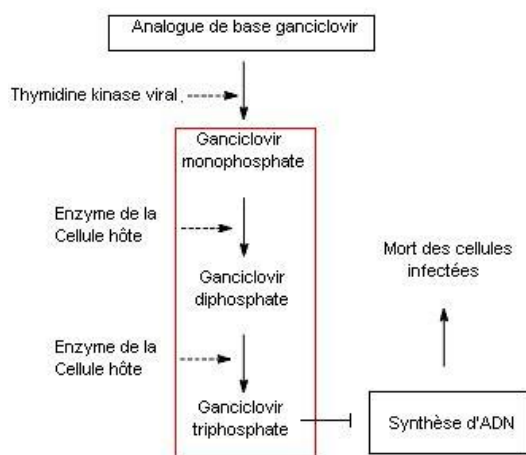 Analogue de base ganciclovir
Thymidine kinase viral
Ganciclovir
monophosphate
Enzyme de la
Cellule hôte
Ganciclovir
diphosphate
Mort des cellules
infectées
Enzyme de la
Cellule hôte
Ganciclovir
triphosphate
Synthèse d'ADN